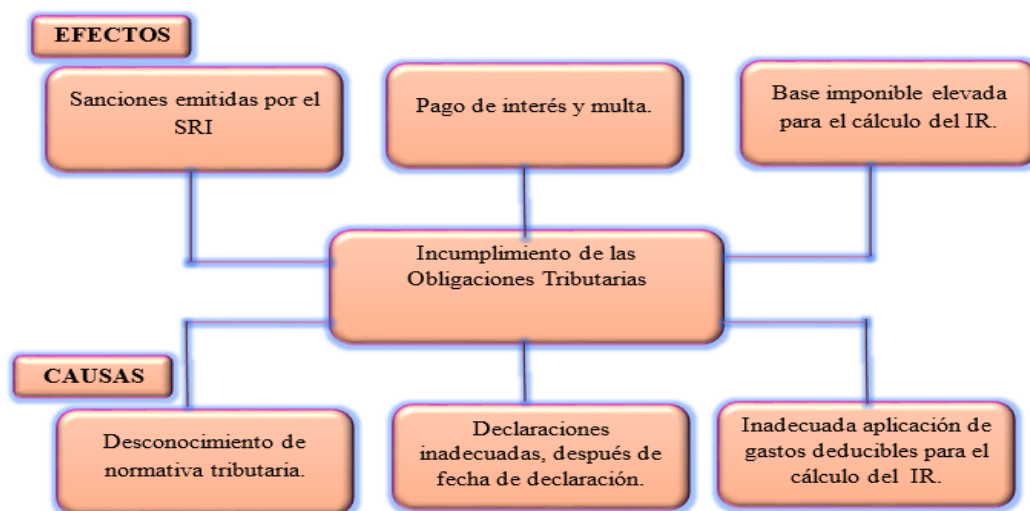 EFECTOS
Sanciones emitidas por el
SRI
Pago de interés y multa.
Base imponible elevada
para el cálculo del IR.
Incumplimiento de las
Obligaciones Tributarias
CAUSAS
Desconocimiento de
normativa tributaria.
Declaraciones
inadecuadas, después de
fecha de declaración.
Inadecuada aplicación de
gastos deducibles para el
cálculo del IR.